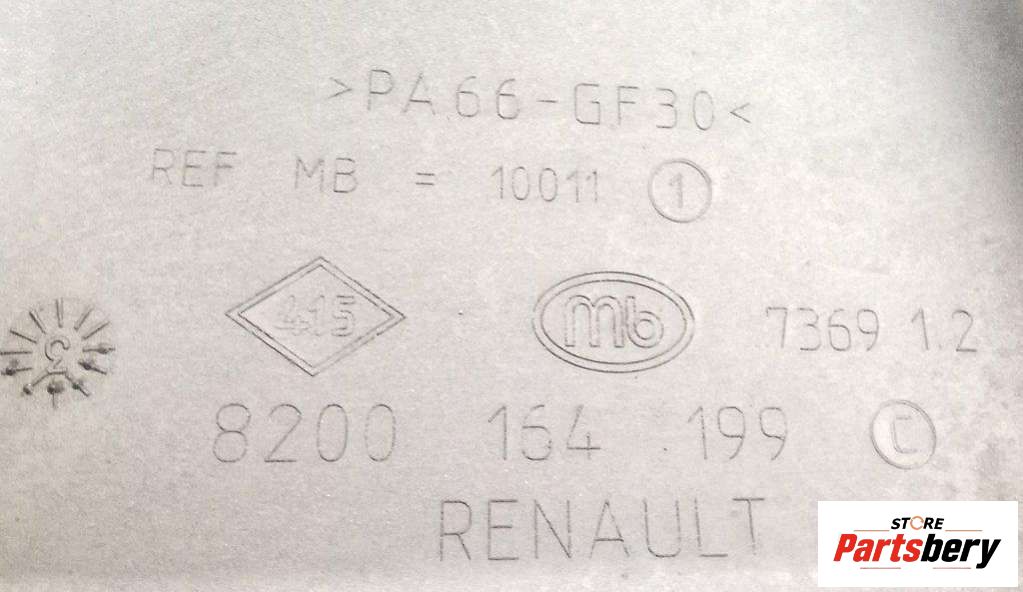 >PA66-GF30<
REF MB = 10011 1
415 mb 7369 1.2
8200 164 199 C
RENAULT
STORE
Partsbery